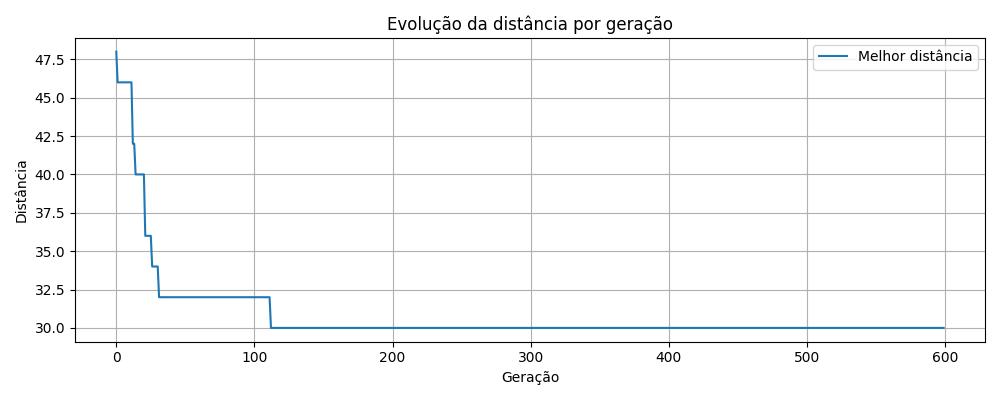 Evolução da distância por geração
Melhor distância
Distância
47.5
45.0
42.5
40.0
37.5
35.0
32.5
30.0
0 100 200 300 400 500 600
Geração